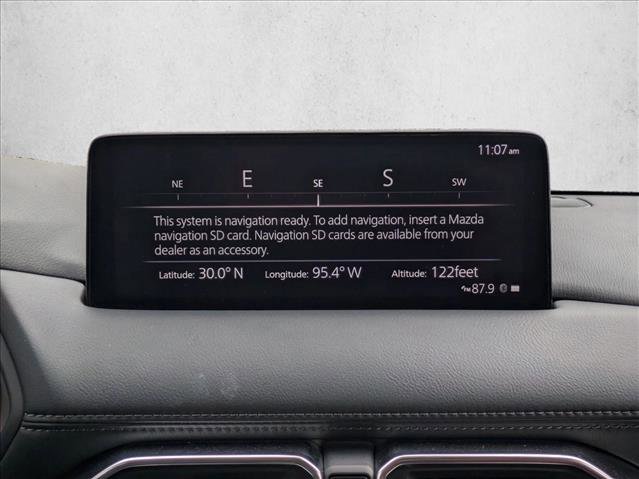 11:07am
NE E SE S SW
This system is navigation ready. To add navigation, insert a Mazda
navigation SD card. Navigation SD cards are available from your
dealer as an accessory.
Latitude: 30.0° N Longitude: 95.4° W Altitude: 122feet
FM 87.9